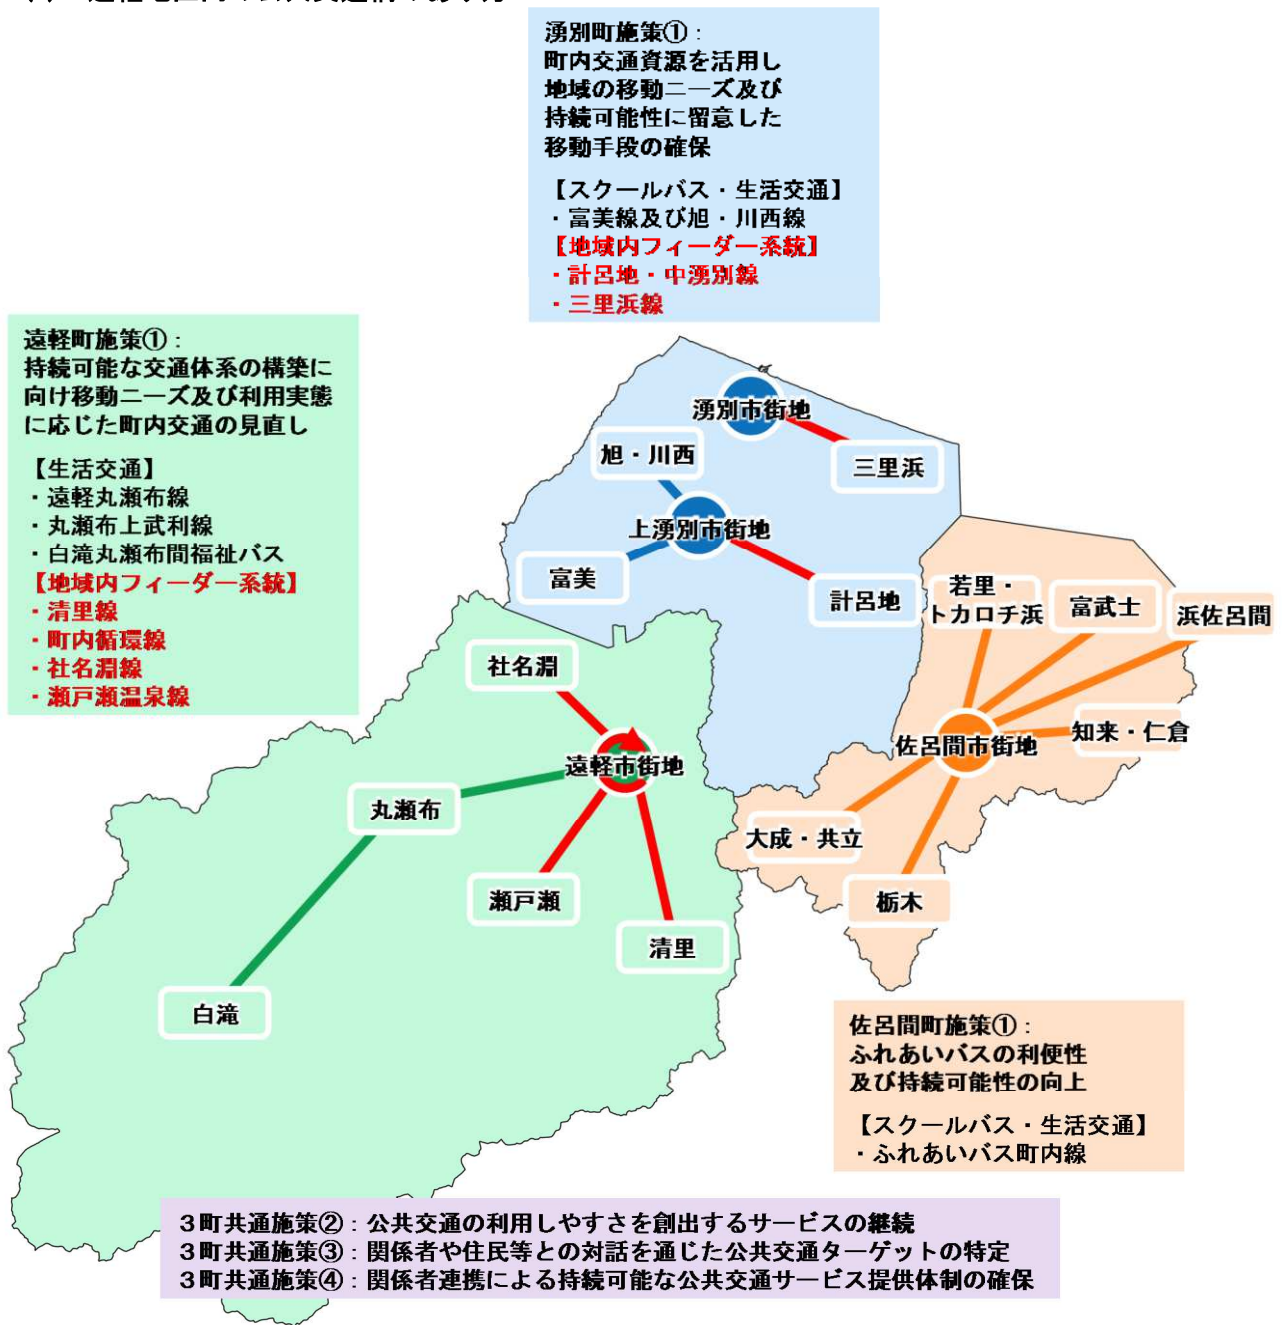 湧別町施策①：
町内交通資源を活用し
地域の移動ニーズ及び
持続可能性に留意した
移動手段の確保
【スクールバス・生活交通】
・富美線及び旭・川西線
【地域内フィーダー系統】
・計呂地・中湧別線
・三里浜線
遠軽町施策①：
持続可能な交通体系の構築に
向け移動ニーズ及び利用実態
に応じた町内交通の見直し
【生活交通】
・遠軽丸瀬布線
・丸瀬布上武利線
・白滝丸瀬布間福祉バス
【地域内フィーダー系統】
・清里線
・町内循環線
・社名淵線
・瀬戸瀬温泉線
湧別市街地
三里浜
旭・川西
上湧別市街地
富美
計呂地
若里・
トカロチ浜
富武士
浜佐呂間
知来・仁倉
佐呂間市街地
大成・共立
栃木
社名淵
遠軽市街地
丸瀬布
瀬戸瀬
清里
白滝
佐呂間町施策①：
ふれあいバスの利便性
及び持続可能性の向上
【スクールバス・生活交通】
・ふれあいバス町内線
３町共通施策②：公共交通の利用しやすさを創出するサービスの継続
３町共通施策③：関係者や住民等との対話を通じた公共交通ターゲットの特定
３町共通施策④：関係者連携による持続可能な公共交通サービス提供体制の確保